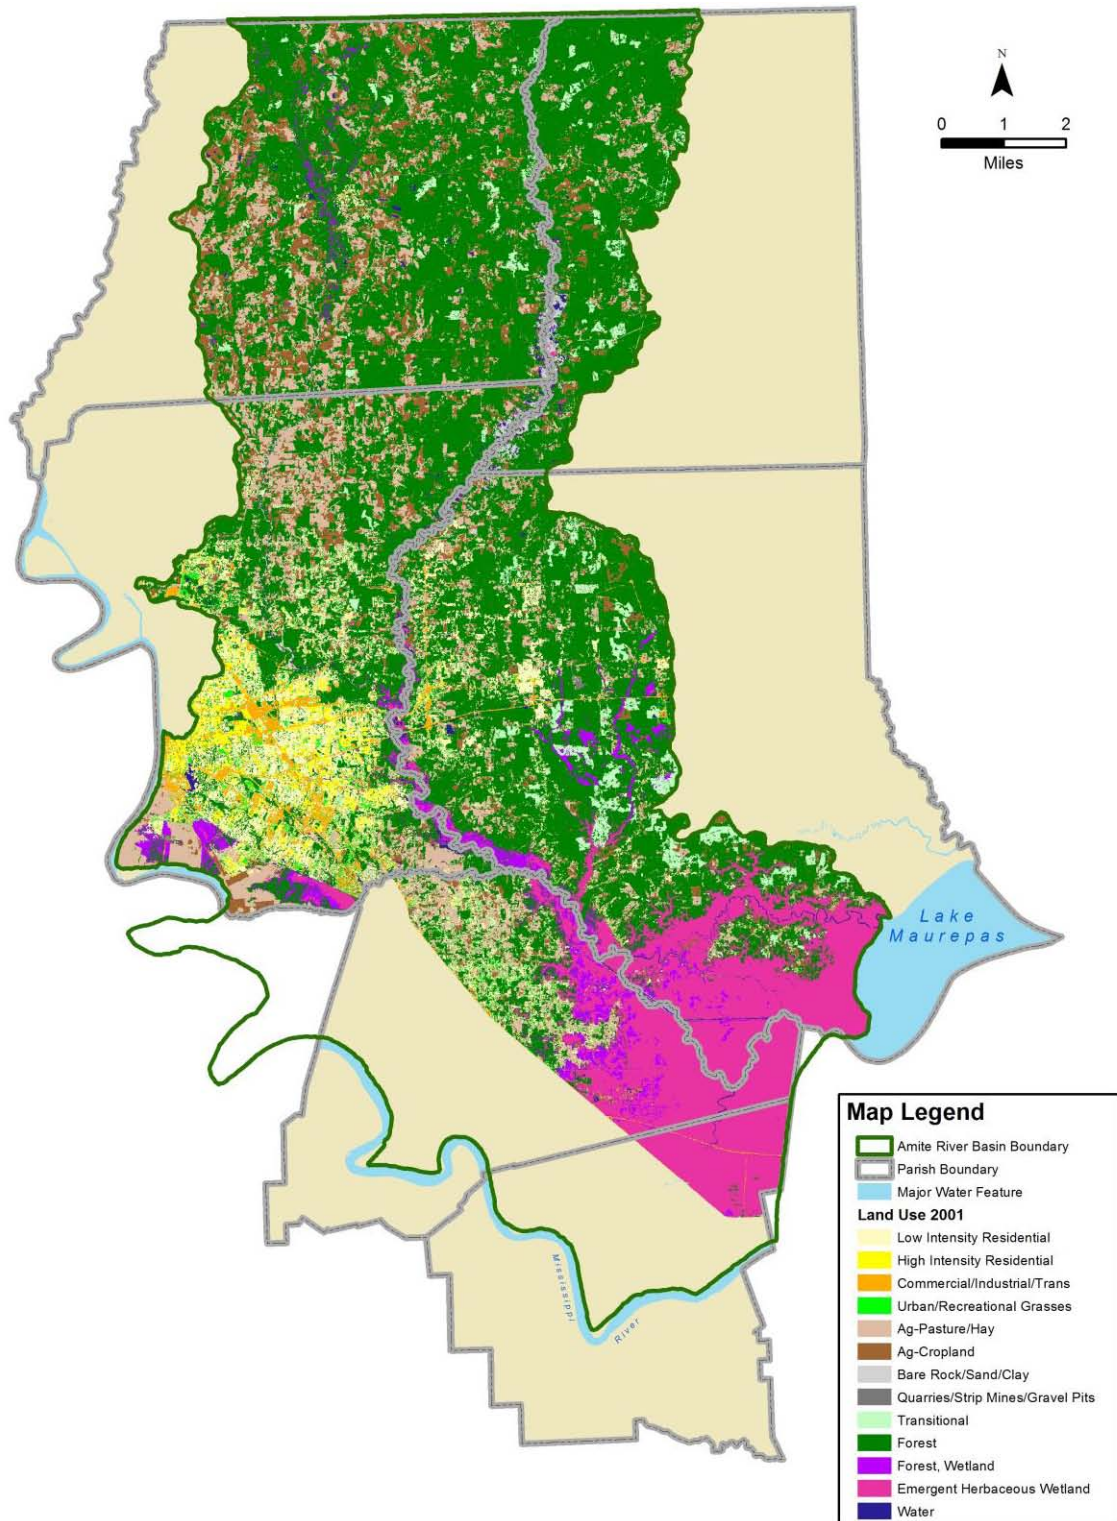 N
0 1 2
Miles
Lake
Maurepas
Mississippi
River
Map Legend
Amite River Basin Boundary
Parish Boundary
Major Water Feature
Land Use 2001
Low Intensity Residential
High Intensity Residential
Commercial/Industrial/Trans
Urban/Recreational Grasses
Ag-Pasture/Hay
Ag-Cropland
Bare Rock/Sand/Clay
Quarries/Strip Mines/Gravel Pits
Transitional
Forest
Forest, Wetland
Emergent Herbaceous Wetland
Water